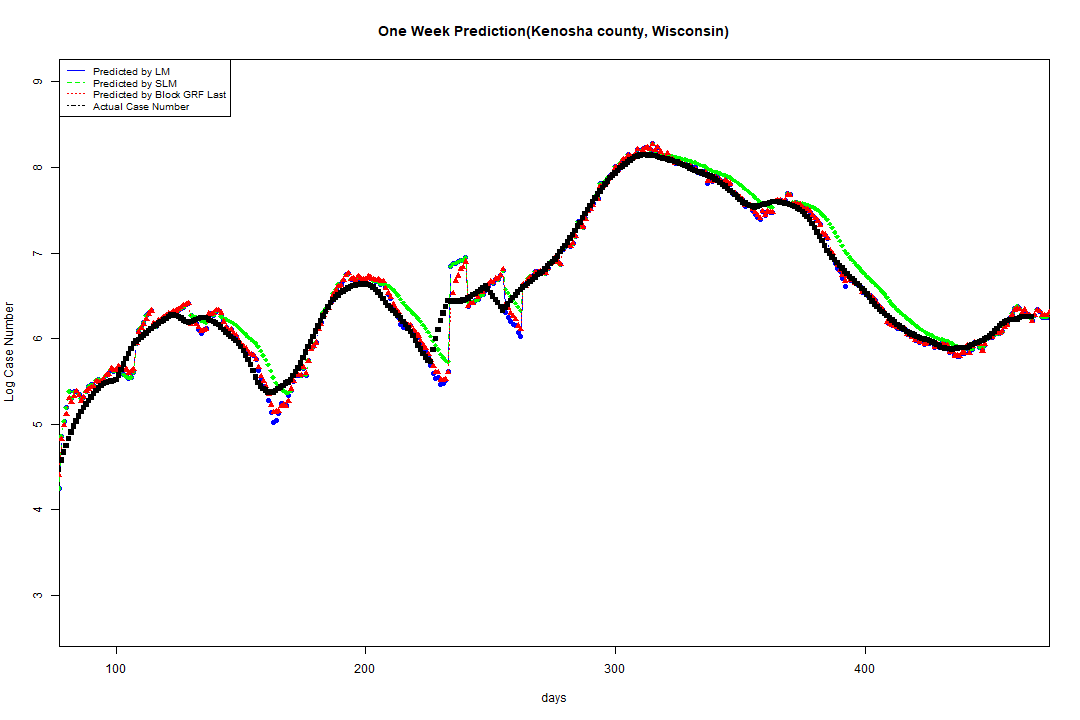 One Week Prediction(Kenosha county, Wisconsin)
Predicted by LM
Predicted by SLM
Predicted by Block GRF Last
Actual Case Number
Log Case Number
9
8
7
6
5
4
3
100 200 300 400
days